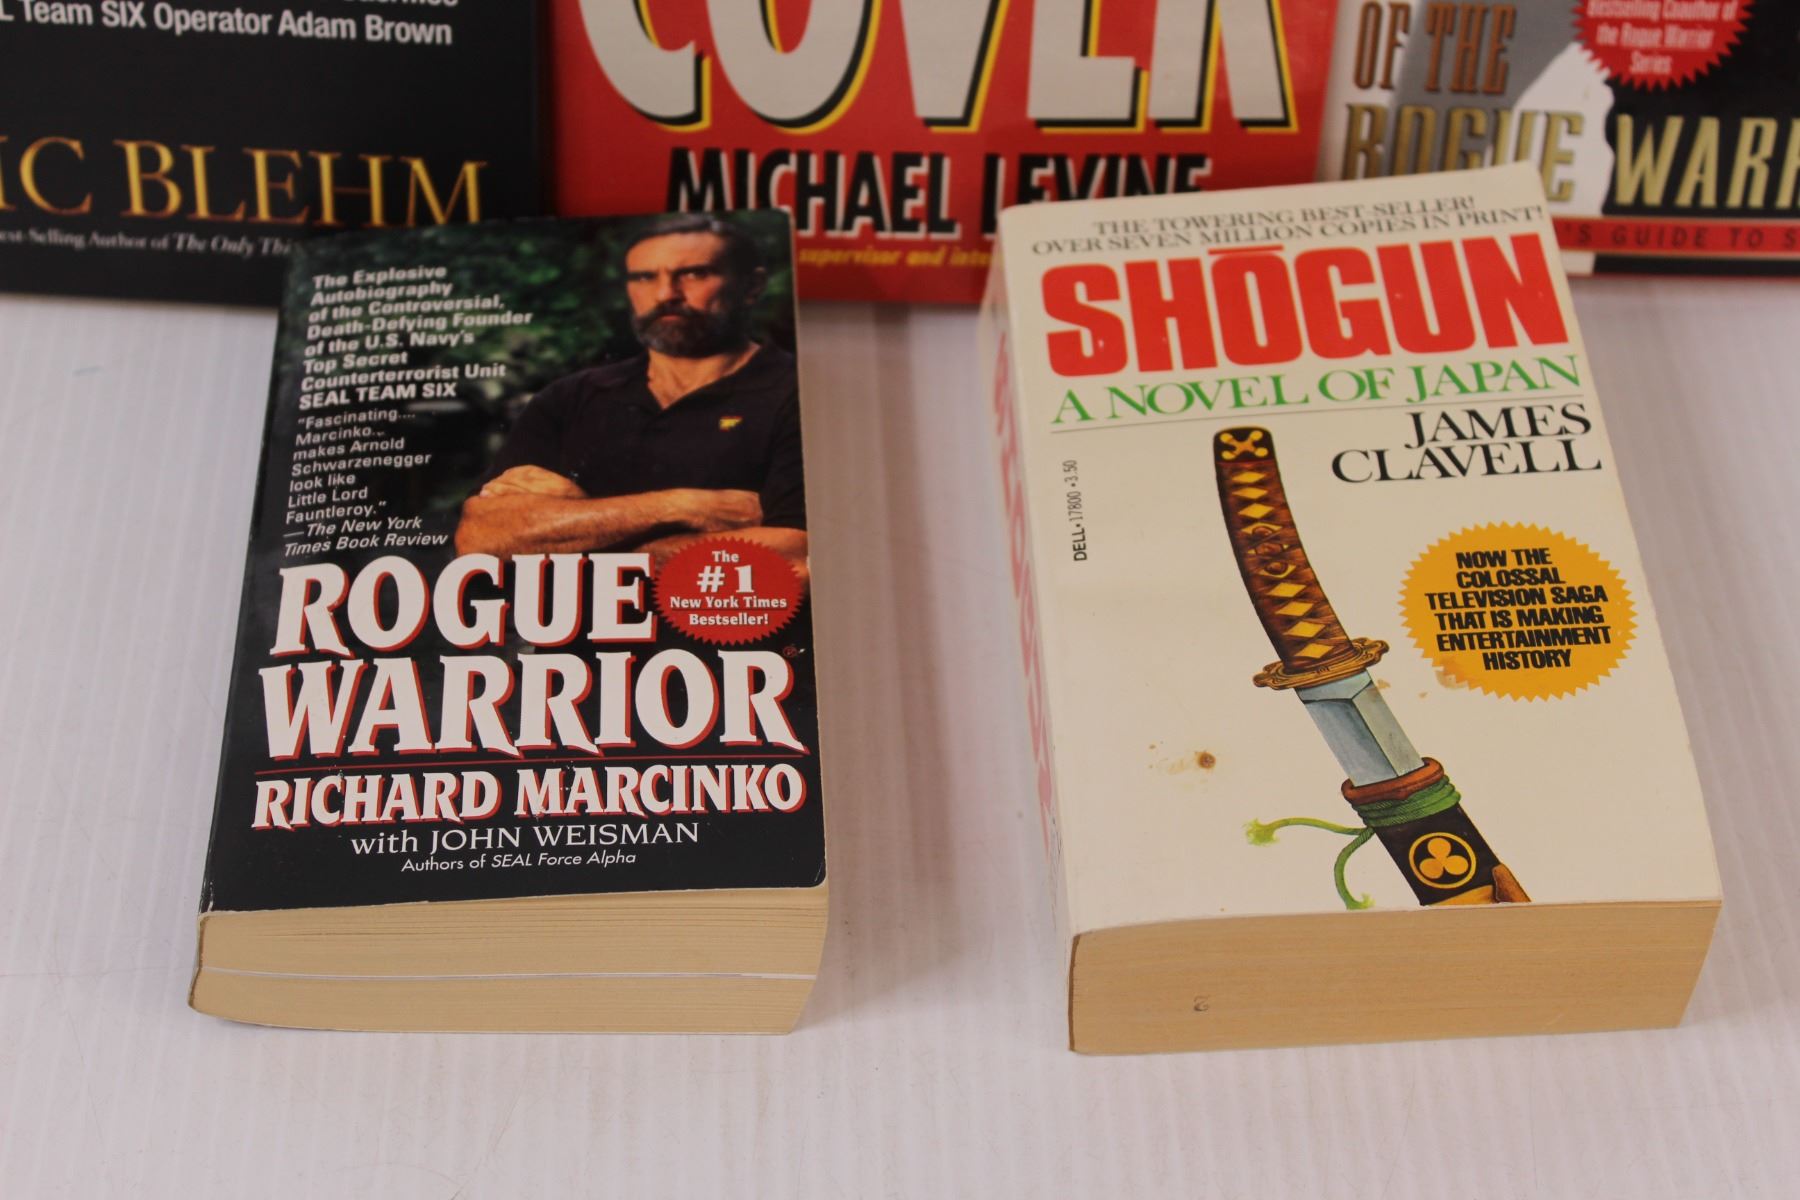 Team SIX Operator Adam Brown
IC BLEHM
Best-Selling Author of The Only Thi
COVER
MICHAEL LEVINE
supervisor and inte
OF THE
ROGUE WARR
Bestselling Coauthor of
the Rogue Warrior
Series
'S GUIDE TO S
The Explosive
Autobiography
of the Controversial,
Death-Defying Founder
of the U.S. Navy's
Top Secret
Counterterrorist Unit
SEAL TEAM SIX
"Fascinating....
Marcinko...
makes Arnold
Schwarzenegger
look like
Little Lord
Fauntleroy."
—The New York
Times Book Review
The
#1
New York Times
Bestseller!
ROGUE
WARRIOR
RICHARD MARCINKO
with JOHN WEISMAN
Authors of SEAL Force Alpha
THE TOWERING BEST-SELLER!
OVER SEVEN MILLION COPIES IN PRINT!
SHŌGUN
A NOVEL OF JAPAN
JAMES
CLAVELL
DELL • 17800 • 3.50
NOW THE
COLOSSAL
TELEVISION SAGA
THAT IS MAKING
ENTERTAINMENT
HISTORY
2